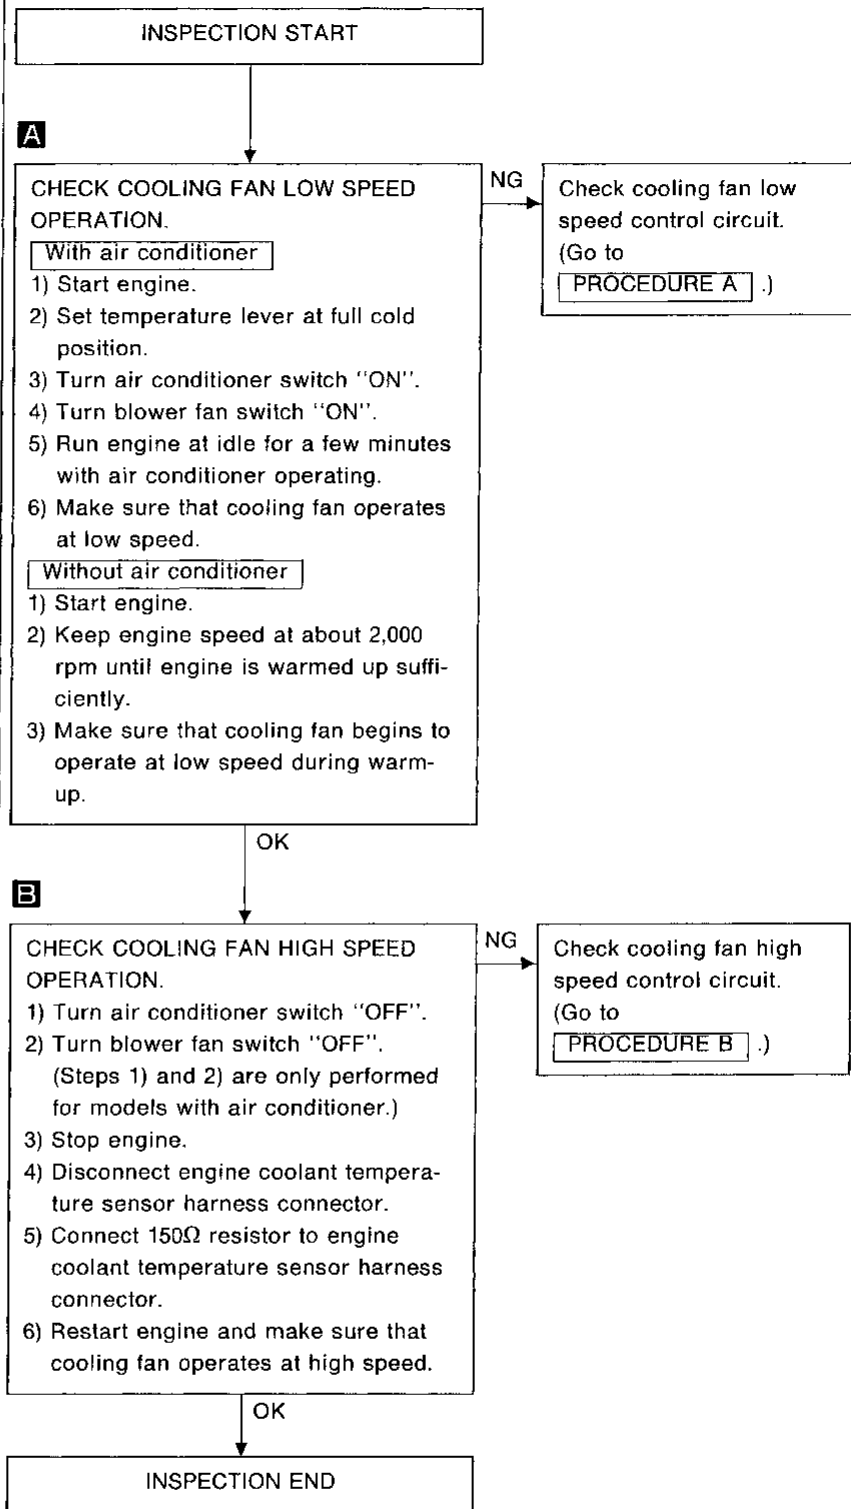 INSPECTION START
A
CHECK COOLING FAN LOW SPEED
OPERATION.
With air conditioner
1) Start engine.
2) Set temperature lever at full cold
position.
3) Turn air conditioner switch "ON".
4) Turn blower fan switch "ON".
5) Run engine at idle for a few minutes
with air conditioner operating.
6) Make sure that cooling fan operates
at low speed.
Without air conditioner
1) Start engine.
2) Keep engine speed at about 2,000
rpm until engine is warmed up suffi-
ciently.
3) Make sure that cooling fan begins to
operate at low speed during warm-
up.
NG
Check cooling fan low
speed control circuit.
(Go to
PROCEDURE A .)
OK
B
CHECK COOLING FAN HIGH SPEED
OPERATION.
1) Turn air conditioner switch "OFF".
2) Turn blower fan switch "OFF".
(Steps 1) and 2) are only performed
for models with air conditioner.)
3) Stop engine.
4) Disconnect engine coolant tempera-
ture sensor harness connector.
5) Connect 150Ω resistor to engine
coolant temperature sensor harness
connector.
6) Restart engine and make sure that
cooling fan operates at high speed.
NG
Check cooling fan high
speed control circuit.
(Go to
PROCEDURE B .)
OK
INSPECTION END